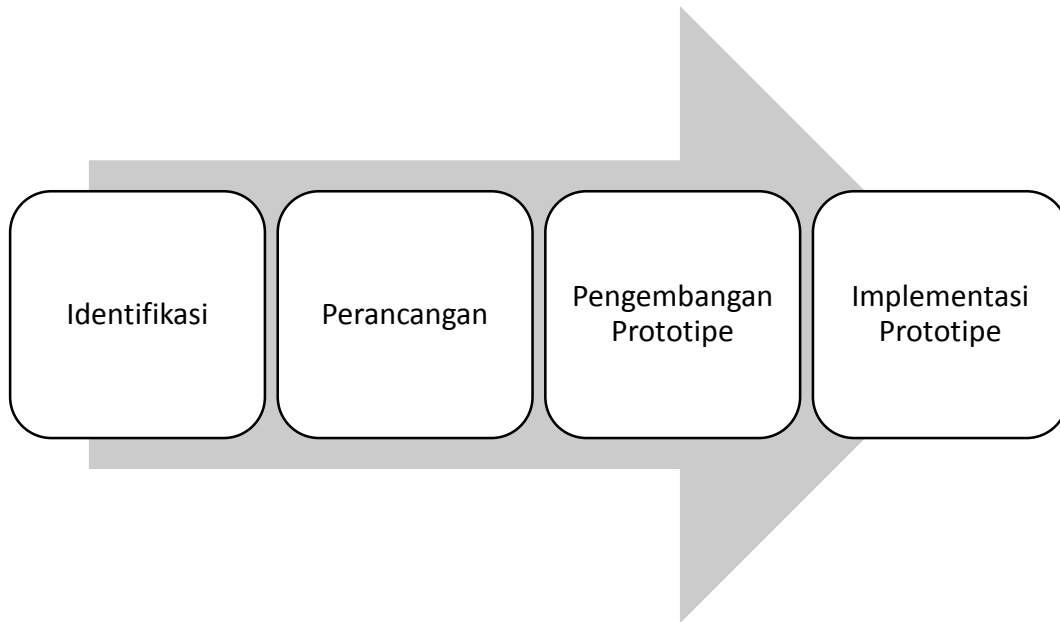 Identifikasi
Perancangan
Pengembangan
Prototipe
Implementasi
Prototipe